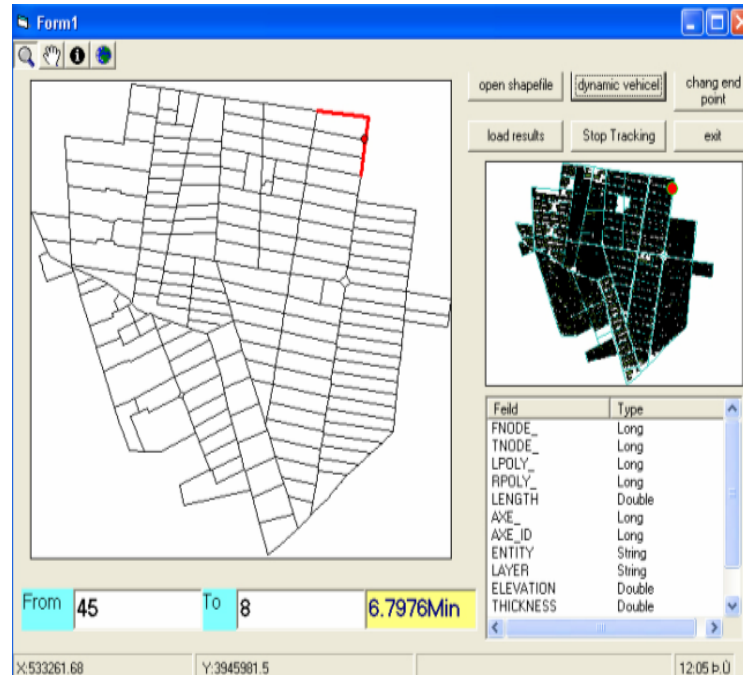 Form1
open shapefile
dynamic vehicel
chang end
point
load results
Stop Tracking
exit
Feild Type
FNODE_ Long
TNODE_ Long
LPOLY_ Long
RPOLY_ Long
LENGTH Double
AXE_ Long
AXE_ID Long
ENTITY String
LAYER String
ELEVATION Double
THICKNESS Double
From 45 To 8 6.7976Min
X:533261.68 Y:3945981.5 12:05 Þ.Ù